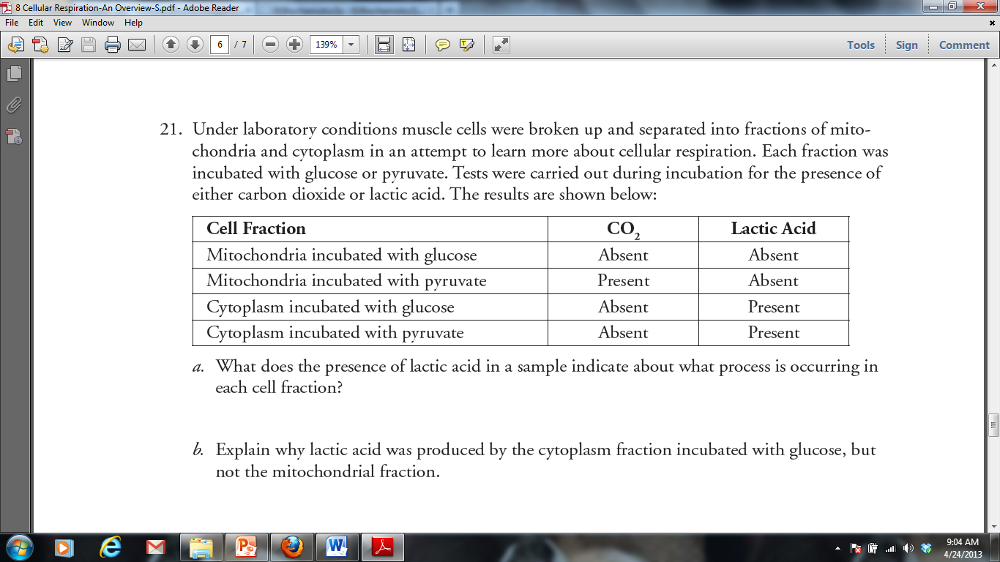 8 Cellular Respiration-An Overview-S.pdf - Adobe Reader
File Edit View Window Help
6 / 7 139% Tools Sign Comment
21. Under laboratory conditions muscle cells were broken up and separated into fractions of mito-
chondria and cytoplasm in an attempt to learn more about cellular respiration. Each fraction was
incubated with glucose or pyruvate. Tests were carried out during incubation for the presence of
either carbon dioxide or lactic acid. The results are shown below:
Cell Fraction CO₂ Lactic Acid
Mitochondria incubated with glucose Absent Absent
Mitochondria incubated with pyruvate Present Absent
Cytoplasm incubated with glucose Absent Present
Cytoplasm incubated with pyruvate Absent Present
a. What does the presence of lactic acid in a sample indicate about what process is occurring in
each cell fraction?
b. Explain why lactic acid was produced by the cytoplasm fraction incubated with glucose, but
not the mitochondrial fraction.
9:04 AM
4/24/2013